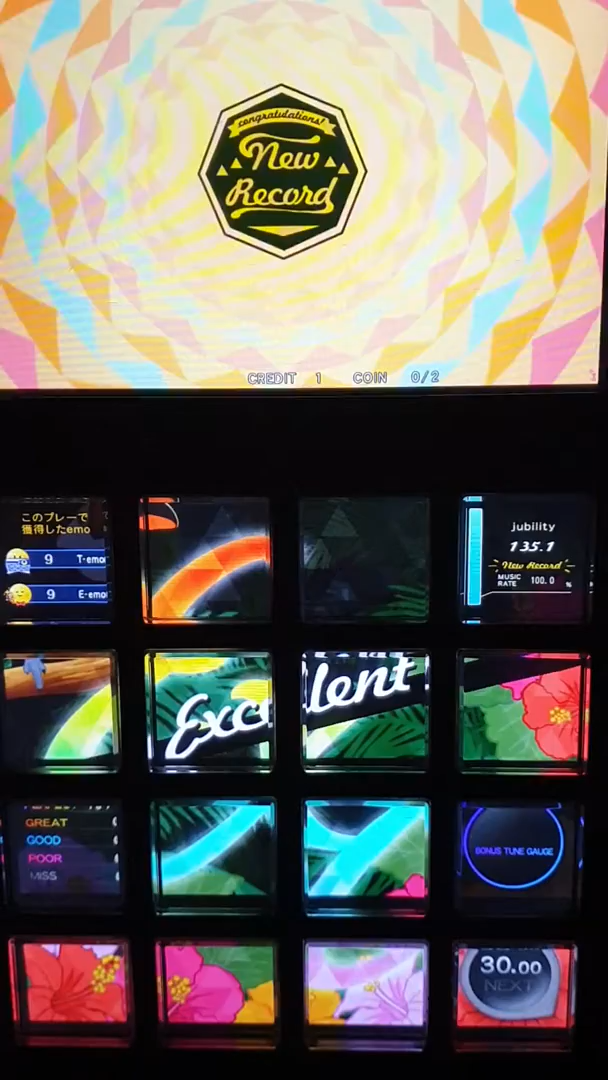 congratulations!
New
Record
CREDIT 1 COIN 0/2
このプレーで
獲得したemo
9 T-emo
9 E-emo
jubility
135.1
New Record
MUSIC RATE 100.0 %
Excellent
GREAT
GOOD
POOR
MISS
BONUS TUNE GAUGE
30.00
NEXT